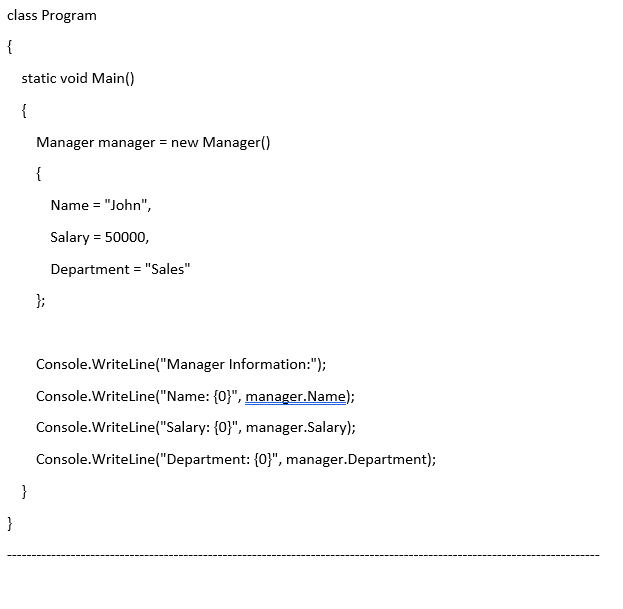 class Program
{
static void Main()
{
Manager manager = new Manager()
{
Name = "John",
Salary = 50000,
Department = "Sales"
};
Console.WriteLine("Manager Information:");
Console.WriteLine("Name: {0}", manager.Name);
Console.WriteLine("Salary: {0}", manager.Salary);
Console.WriteLine("Department: {0}", manager.Department);
}
}
---------------------------------------------------------------------------------------------------------------------------